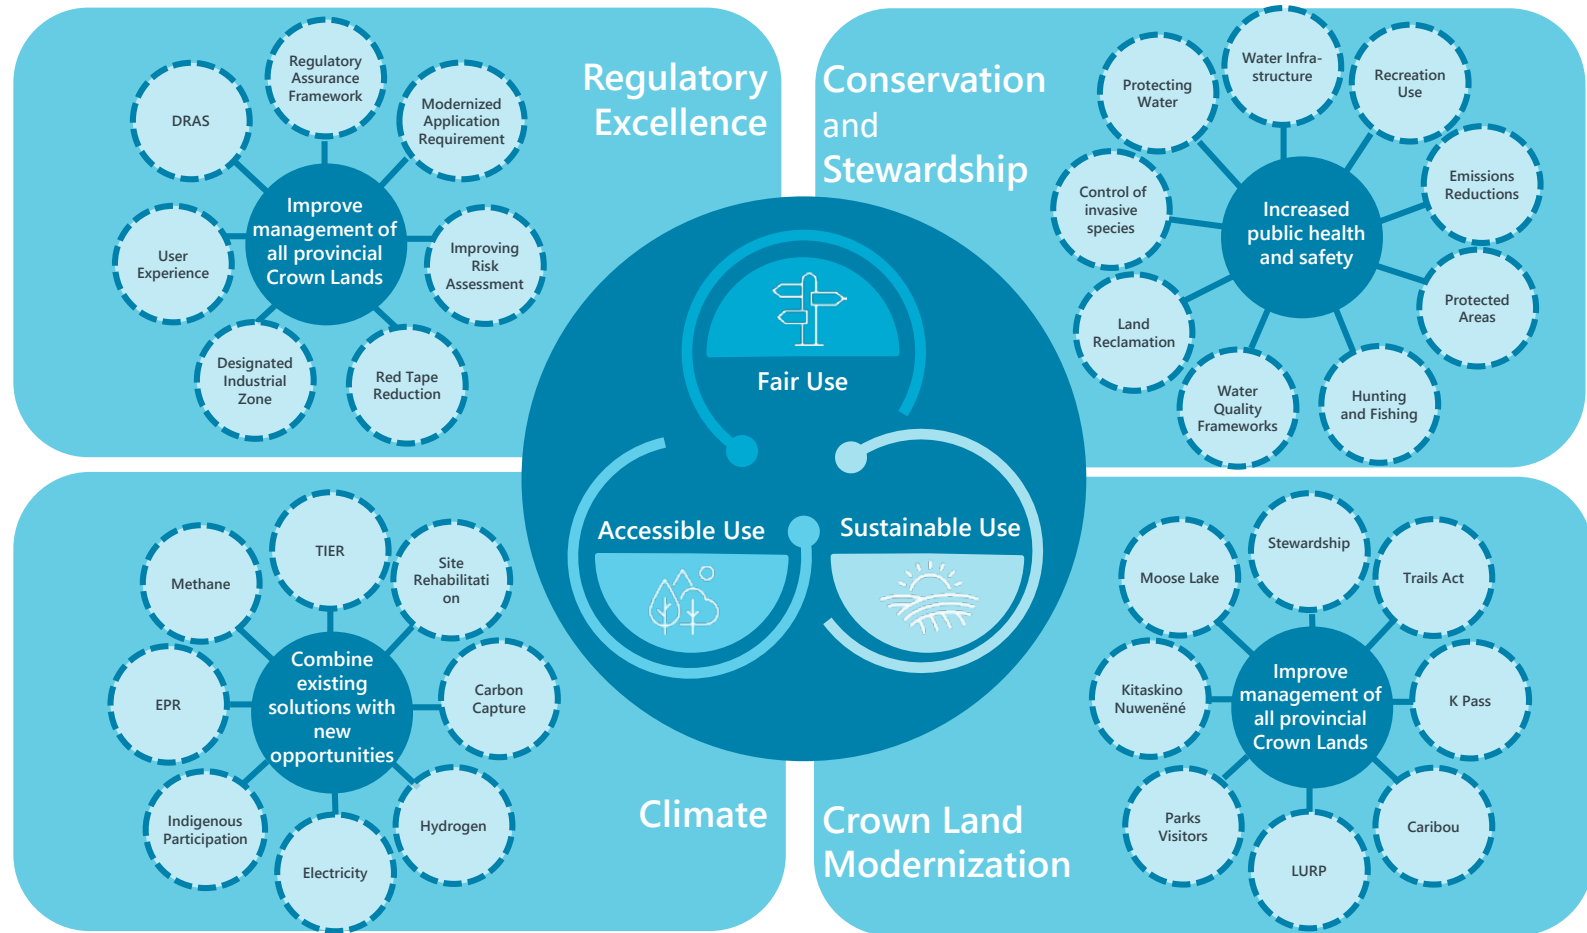 Regulatory
Excellence
Regulatory
Assurance
Framework
DRAS
Modernized
Application
Requirement
Improve
management of
all provincial
Crown Lands
User
Experience
Improving
Risk
Assessment
Designated
Industrial
Zone
Red Tape
Reduction
Conservation
and
Stewardship
Water Infra-
structure
Protecting
Water
Recreation
Use
Control of
invasive
species
Emissions
Reductions
Increased
public health
and safety
Land
Reclamation
Protected
Areas
Water
Quality
Frameworks
Hunting
and Fishing
Fair Use
Accessible Use
Sustainable Use
TIER
Methane
Site
Rehabilitati
on
Combine
existing
solutions with
new
opportunities
EPR
Carbon
Capture
Indigenous
Participation
Hydrogen
Electricity
Climate
Stewardship
Moose Lake
Trails Act
Kitaskino
Nuwenëné
Improve
management of
all provincial
Crown Lands
K Pass
Parks
Visitors
Caribou
LURP
Crown Land
Modernization